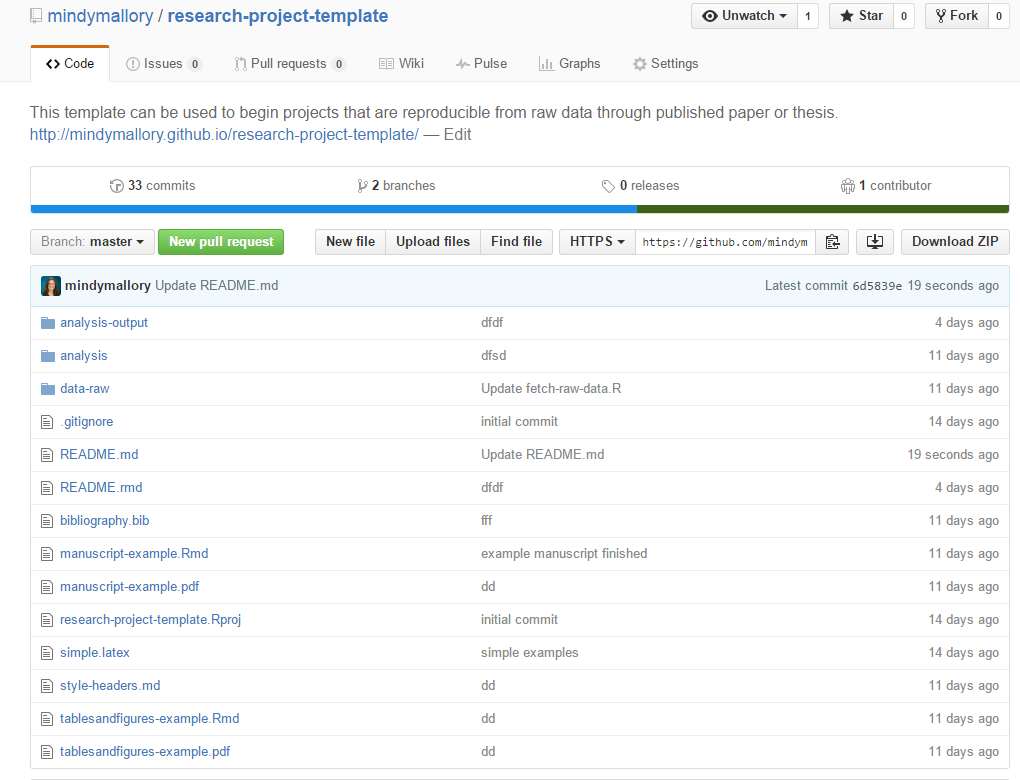 mindymallory / research-project-template Unwatch 1 Star 0 Fork 0
Code Issues 0 Pull requests 0 Wiki Pulse Graphs Settings
This template can be used to begin projects that are reproducible from raw data through published paper or thesis.
http://mindymallory.github.io/research-project-template/ — Edit
33 commits 2 branches 0 releases 1 contributor
Branch: master New pull request New file Upload files Find file HTTPS https://github.com/mindym Download ZIP
mindymallory Update README.md Latest commit 6d5839e 19 seconds ago
analysis-output dfdf 4 days ago
analysis dfsd 11 days ago
data-raw Update fetch-raw-data.R 11 days ago
.gitignore initial commit 14 days ago
README.md Update README.md 19 seconds ago
README.rmd dfdf 4 days ago
bibliography.bib fff 11 days ago
manuscript-example.Rmd example manuscript finished 11 days ago
manuscript-example.pdf dd 11 days ago
research-project-template.Rproj initial commit 14 days ago
simple.latex simple examples 14 days ago
style-headers.md dd 11 days ago
tablesandfigures-example.Rmd dd 11 days ago
tablesandfigures-example.pdf dd 11 days ago